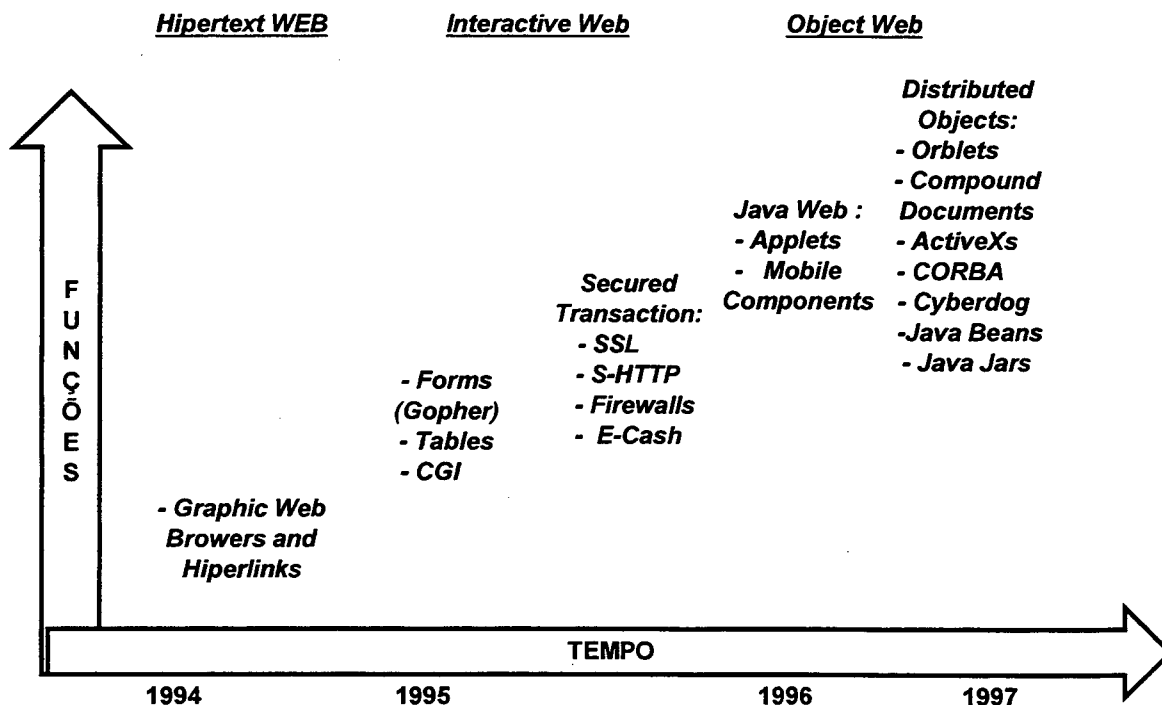 Hipertext WEB
Interactive Web
Object Web
FUNÇÕES
- Graphic Web
Browers and
Hiperlinks
- Forms
(Gopher)
- Tables
- CGI
Secured
Transaction:
- SSL
- S-HTTP
- Firewalls
- E-Cash
Java Web :
- Applets
- Mobile
Components
Distributed
Objects:
- Orblets
- Compound
Documents
- ActiveXs
- CORBA
- Cyberdog
-Java Beans
- Java Jars
TEMPO
1994
1995
1996
1997